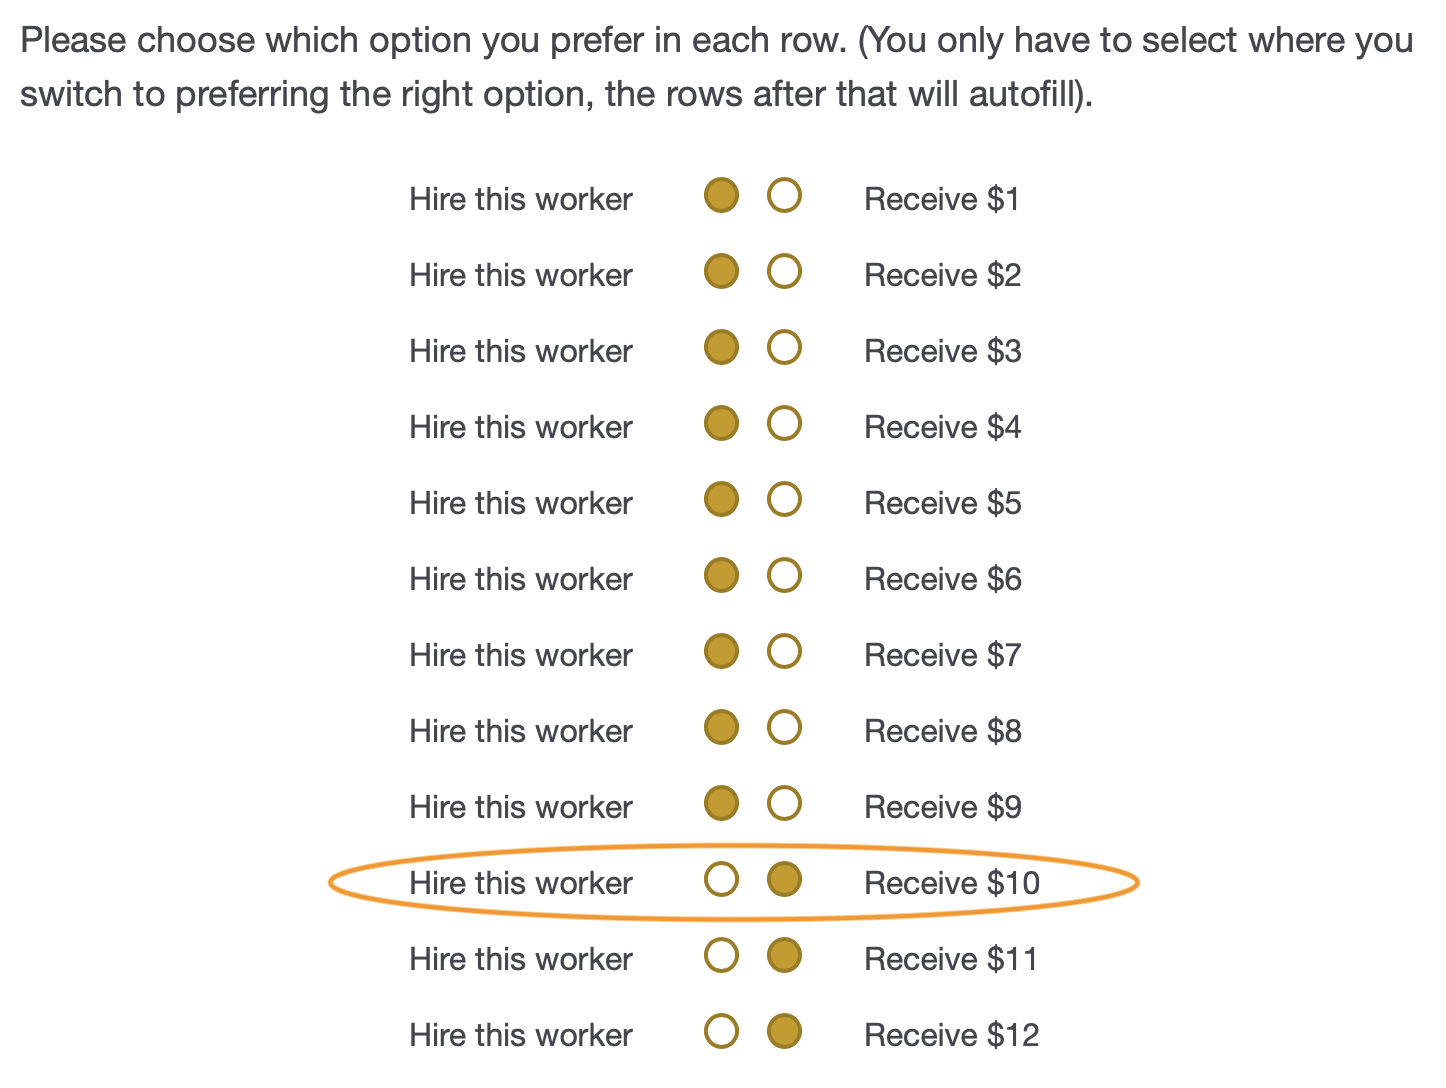 Please choose which option you prefer in each row. (You only have to select where you
switch to preferring the right option, the rows after that will autofill).
Hire this worker Receive $1
Hire this worker Receive $2
Hire this worker Receive $3
Hire this worker Receive $4
Hire this worker Receive $5
Hire this worker Receive $6
Hire this worker Receive $7
Hire this worker Receive $8
Hire this worker Receive $9
Hire this worker Receive $10
Hire this worker Receive $11
Hire this worker Receive $12